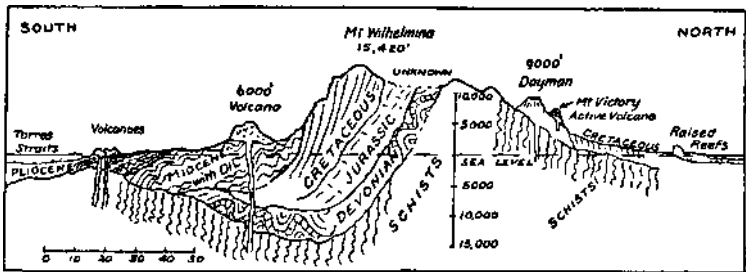 SOUTH
NORTH
Mt Wilhelmina
15,420'
UNKNOWN
6000'
Volcano
9000'
Dayman
Mt Victory
Active Volcano
Torres
Straits
Volcanoes
PLIOCENE
MIOCENE
with OIL
CRETACEOUS
JURASSIC
DEVONIAN
SCHISTS
10,000
5000
SEA LEVEL
5000
10,000
15,000
CRETACEOUS
Raised
Reefs
SCHISTS
0 10 20 30 40 50